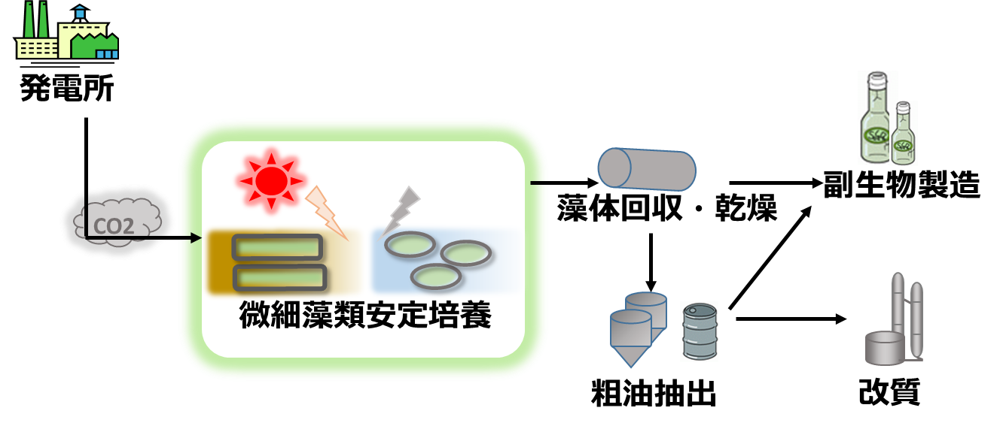 発電所
CO2
微細藻類安定培養
藻体回収・乾燥
副生物製造
粗油抽出
改質